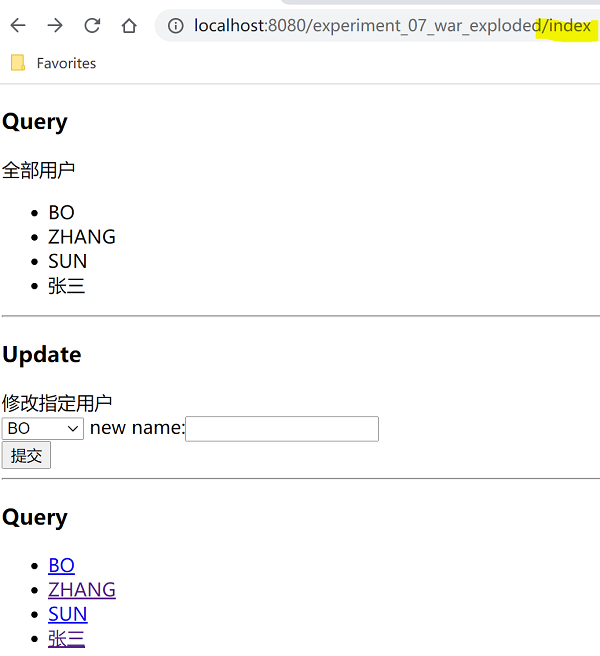 localhost:8080/experiment_07_war_exploded/index
Favorites
Query
全部用户
BO
ZHANG
SUN
张三
Update
修改指定用户
BO new name:
提交
Query
BO
ZHANG
SUN
张三